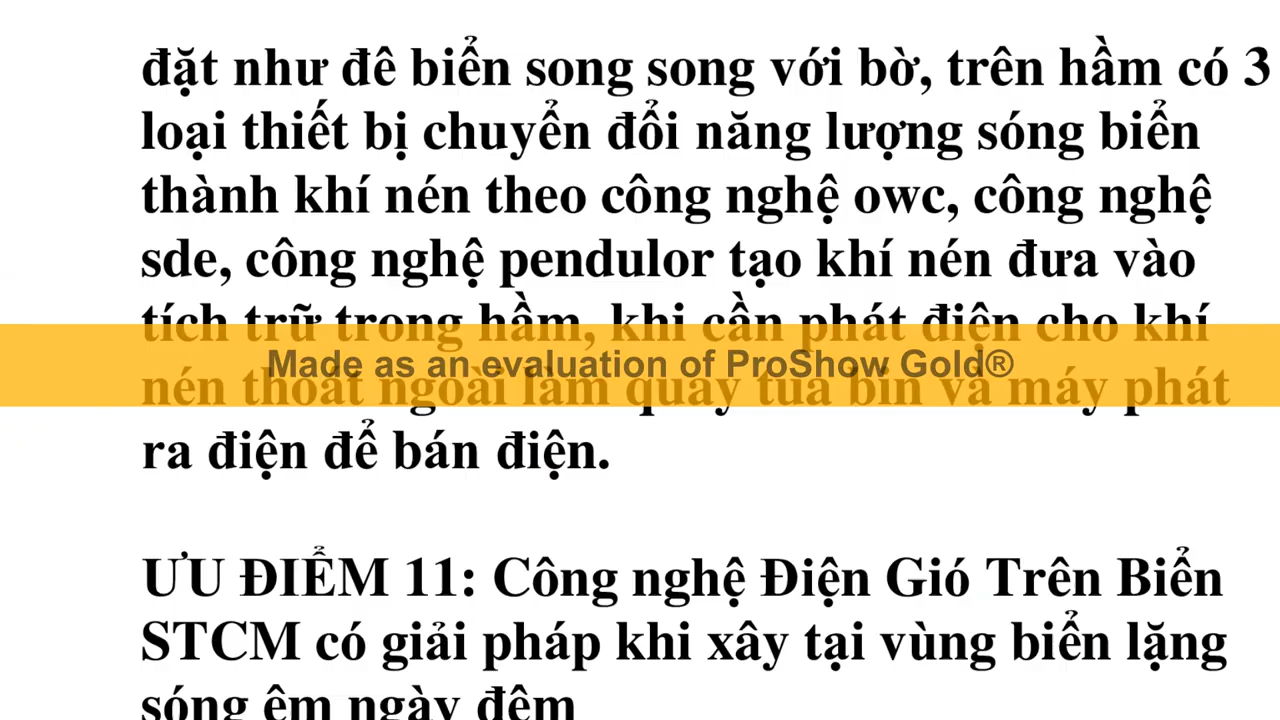 đặt như đê biển song song với bờ, trên hầm có 3
loại thiết bị chuyển đổi năng lượng sóng biển
thành khí nén theo công nghệ owc, công nghệ
sde, công nghệ pendulor tạo khí nén đưa vào
tích trữ trong hầm, khi cần phát điện cho khí
Made as an evaluation of ProShow Gold®
nén thoát ngoài làm quay tua bin và máy phát
ra điện để bán điện.
ƯU ĐIỂM 11: Công nghệ Điện Gió Trên Biển
STCM có giải pháp khi xây tại vùng biển lặng
sóng êm ngày đêm